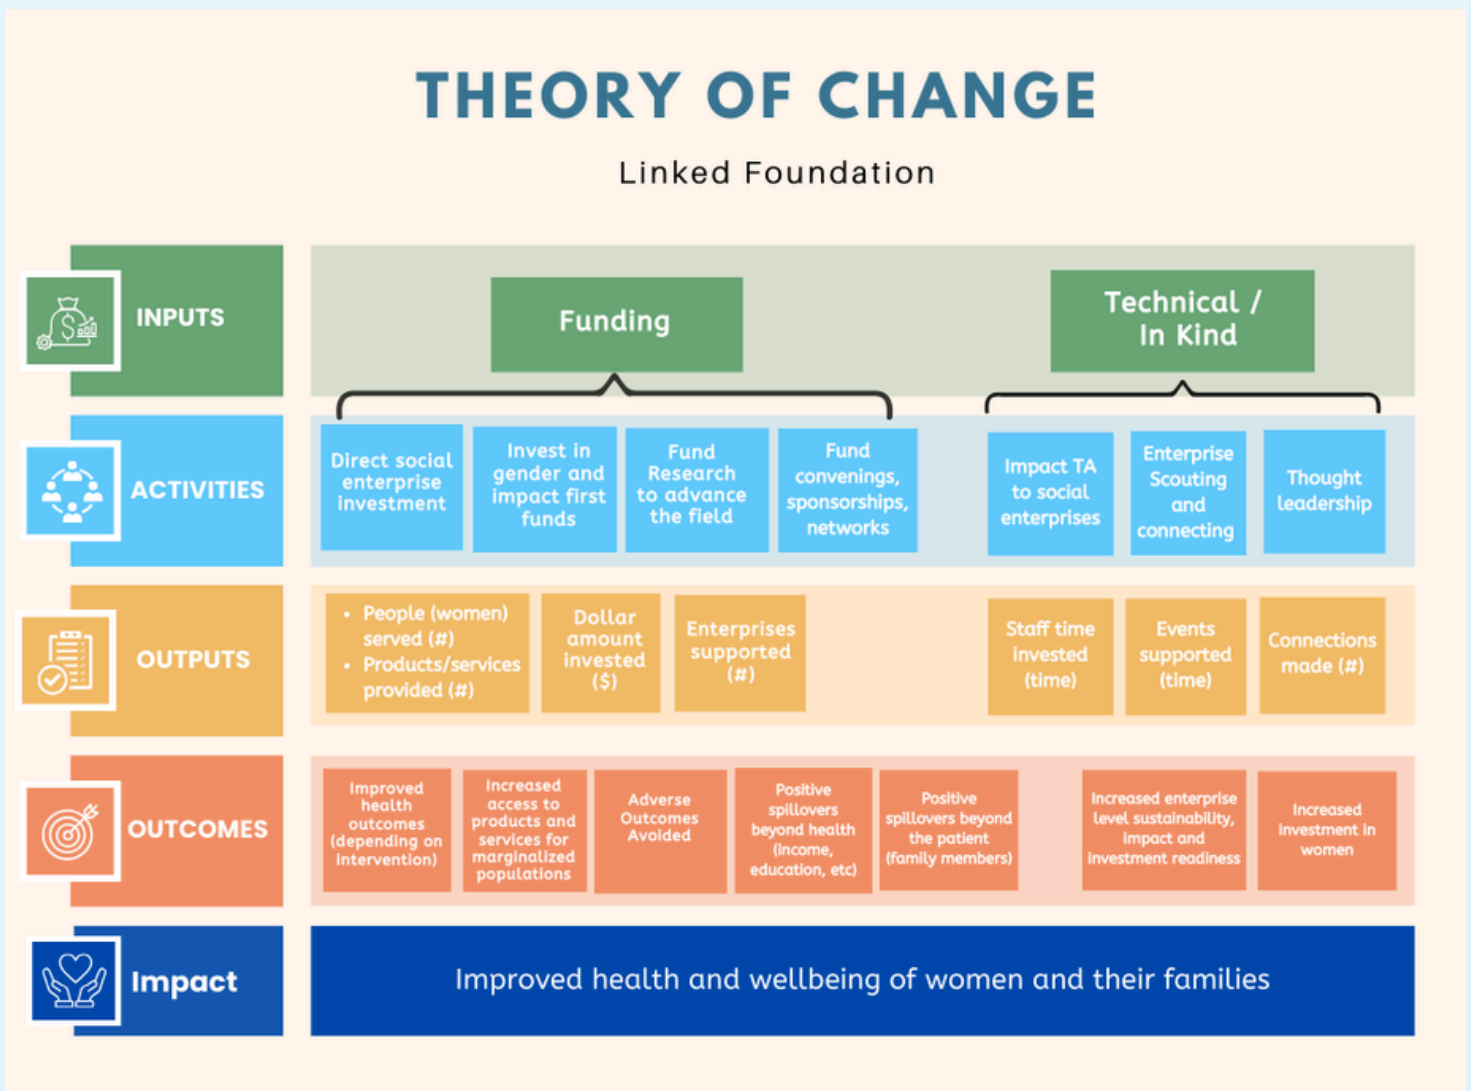 THEORY OF CHANGE
Linked Foundation
INPUTS
Funding
Technical /
In Kind
ACTIVITIES
Direct social
enterprise
investment
Invest in
gender and
impact first
funds
Fund
Research
to advance
the field
Fund
convenings,
sponsorships,
networks
Impact TA
to social
enterprises
Enterprise
Scouting
and
connecting
Thought
leadership
OUTPUTS
• People (women)
served (#)
• Products/services
provided (#)
Dollar
amount
invested
($)
Enterprises
supported
(#)
Staff time
invested
(time)
Events
supported
(time)
Connections
made (#)
OUTCOMES
Improved
health
outcomes
(depending on
intervention)
Increased
access to
products and
services for
marginalized
populations
Adverse
Outcomes
Avoided
Positive
spillovers
beyond health
(income,
education, etc)
Positive
spillovers beyond
the patient
(family members)
Increased enterprise
level sustainability,
impact and
investment readiness
Increased
investment in
women
Impact
Improved health and wellbeing of women and their families